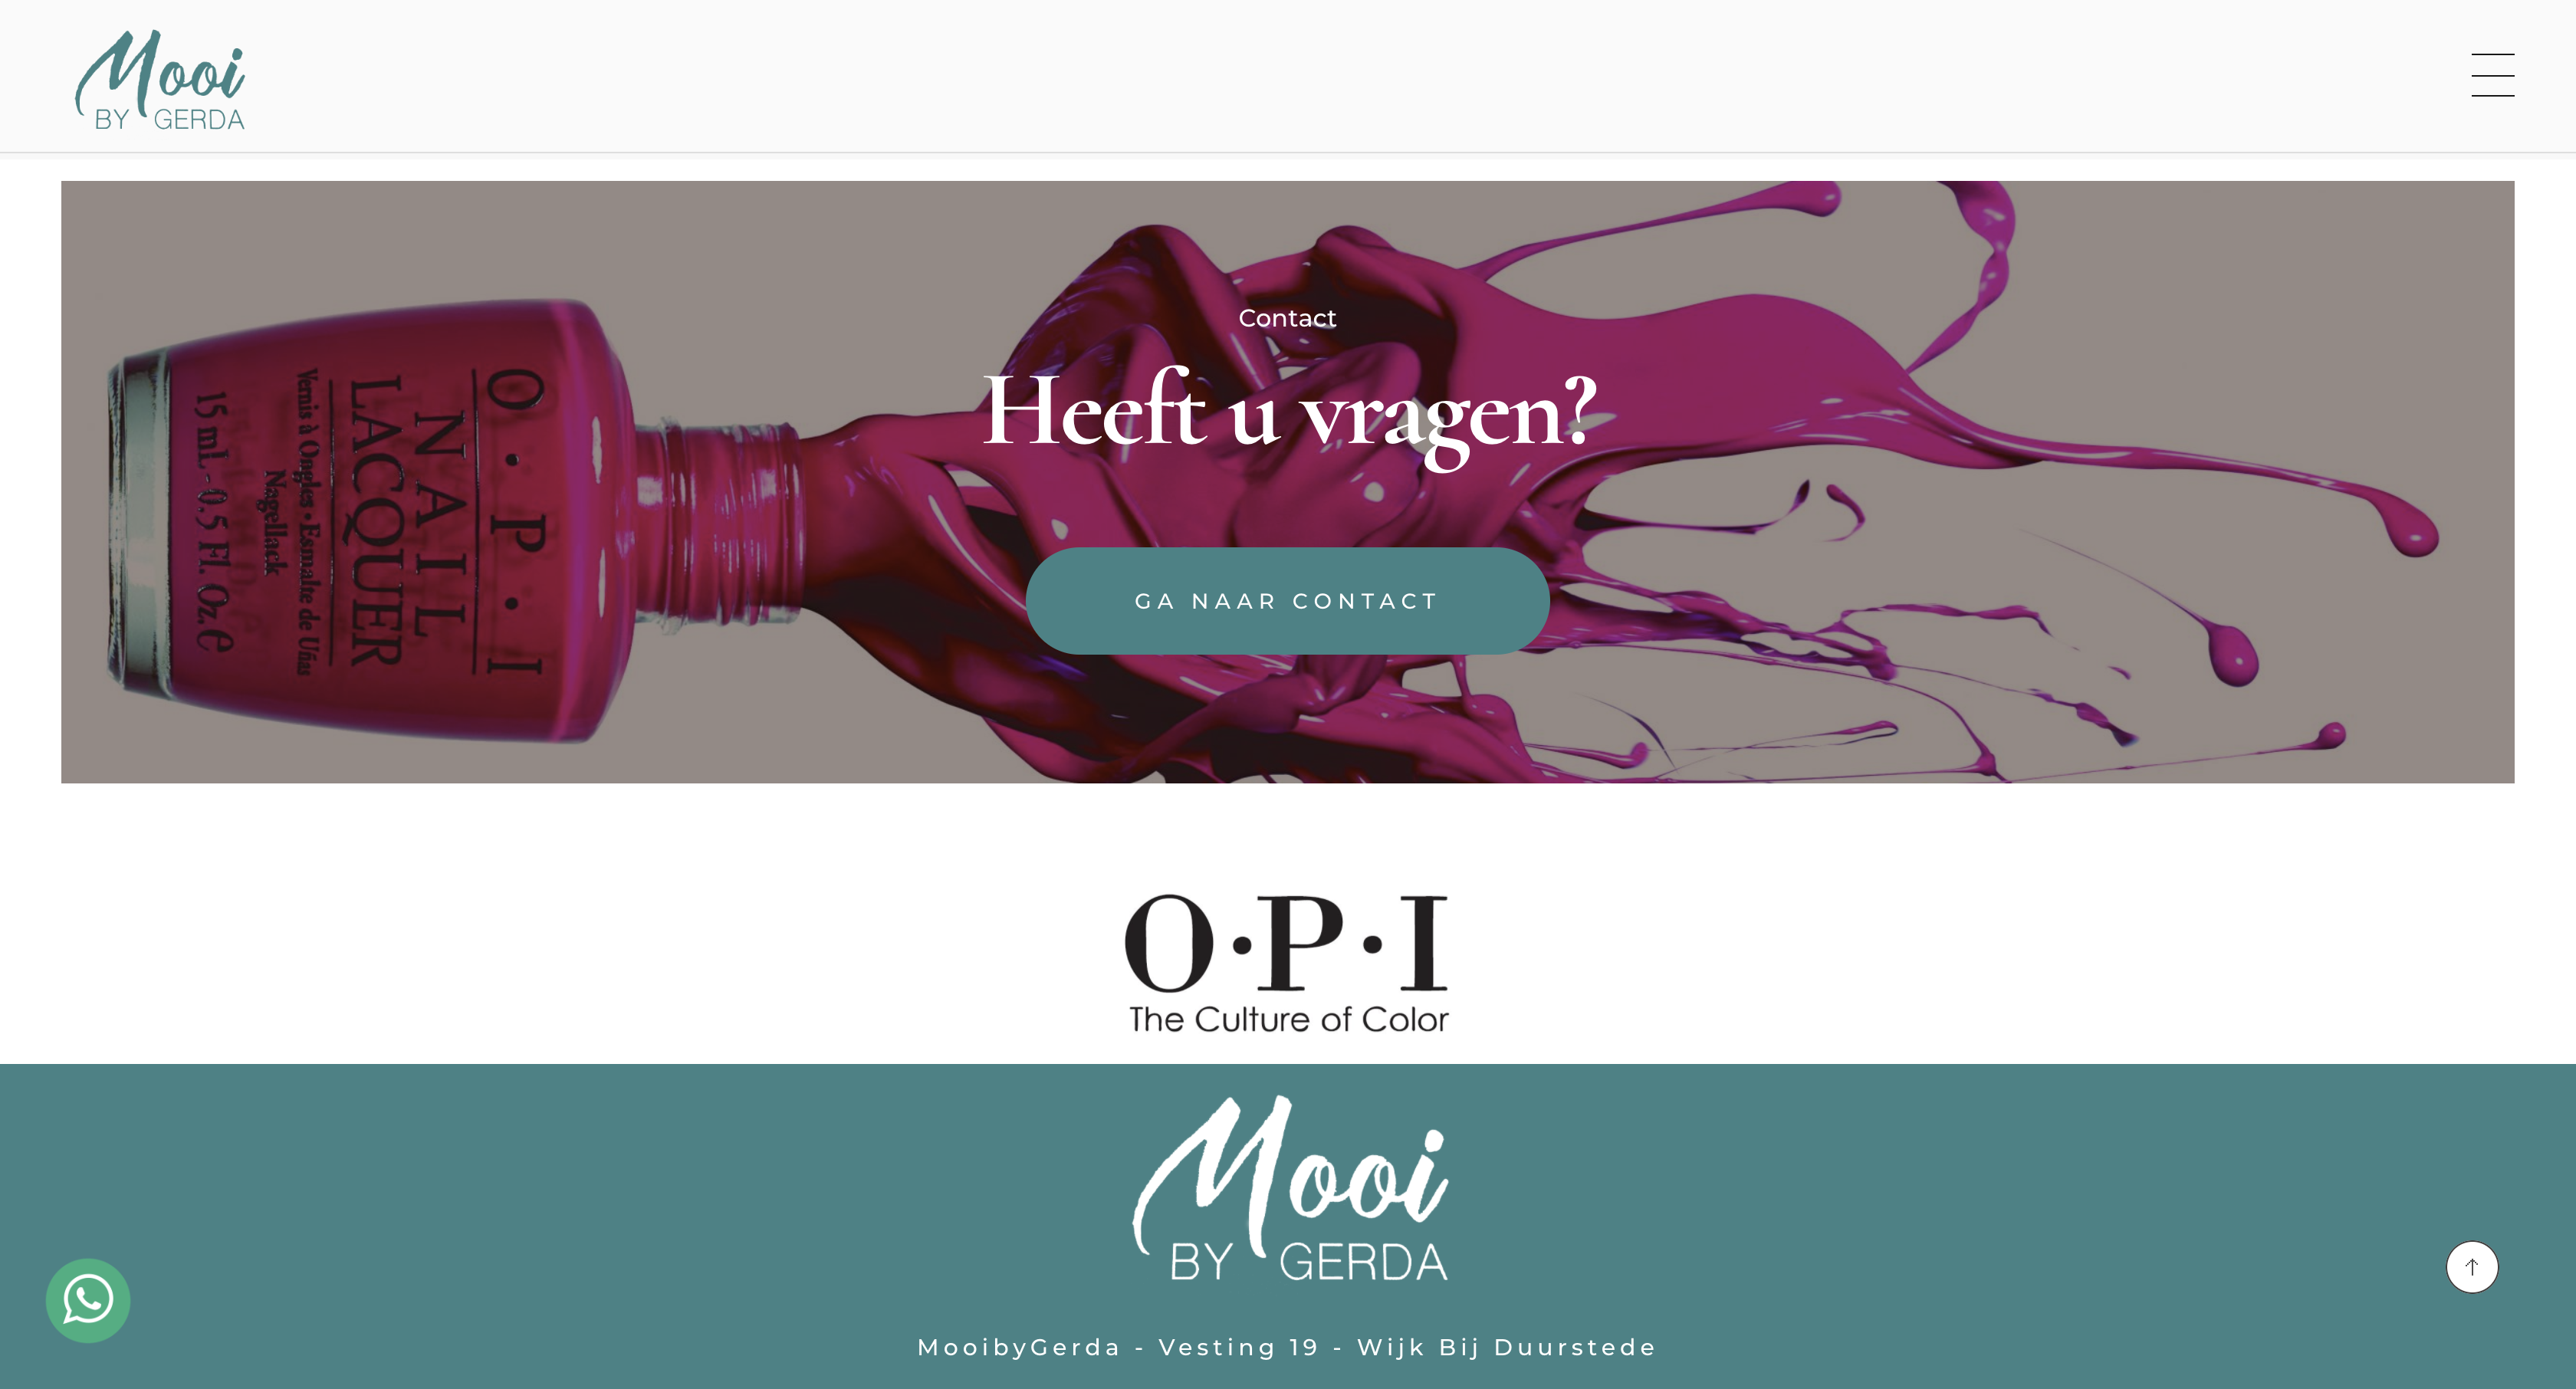 Mooi
BY GERDA
Contact
Heeft u vragen?
GA NAAR CONTACT
O·P·I
NAIL
LACQUER
Vernis à Ongles • Esmalte de Uñas
Nagellack
15 mL - 0.5 Fl. Oz. e
O·P·I
The Culture of Color
Mooi
BY GERDA
MooibyGerda - Vesting 19 - Wijk Bij Duurstede